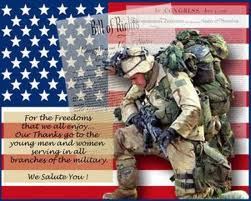 Bill of Rights
CONGRESS
For the Freedoms
that we all enjoy...
Our Thanks go to the
young men and women
serving in all
branches of the military.
We Salute You !